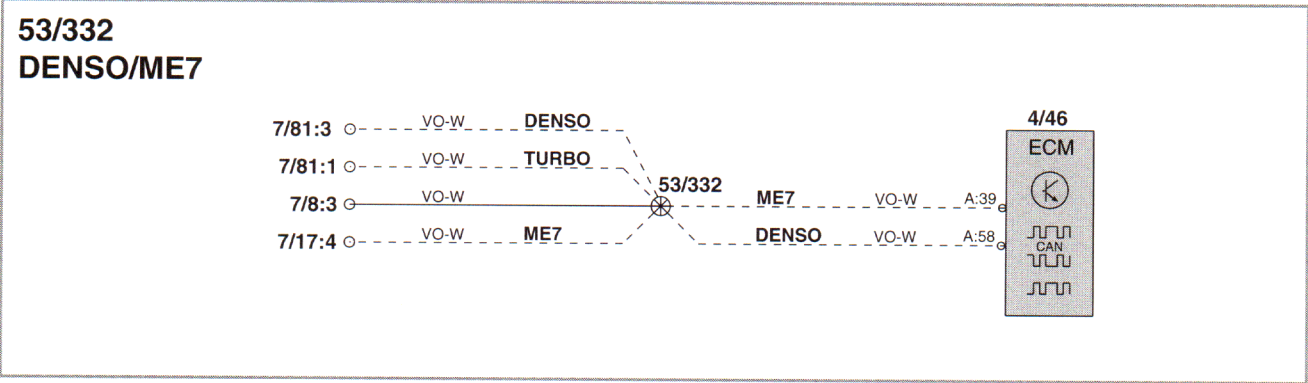 53/332
DENSO/ME7
7/81:3 VO-W DENSO
7/81:1 VO-W TURBO
7/8:3 VO-W
7/17:4 VO-W ME7
53/332
ME7 VO-W A:39
DENSO VO-W A:58
4/46
ECM
CAN